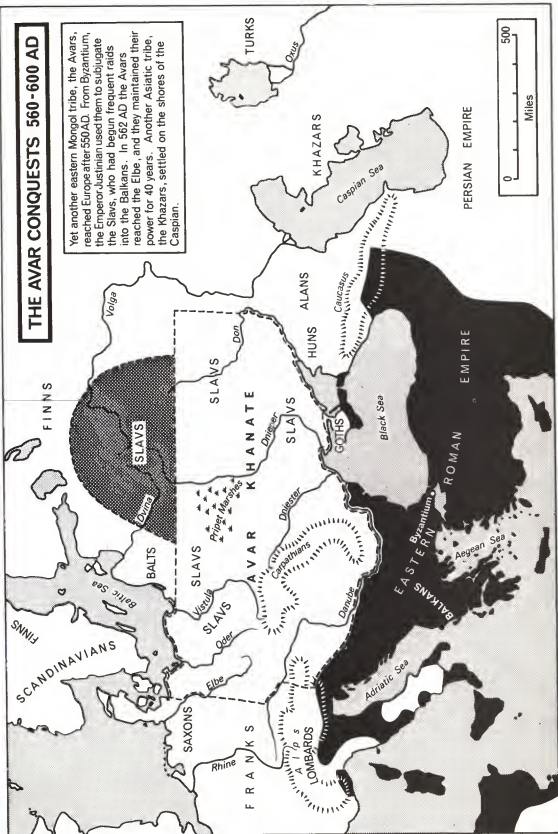 THE AVAR CONQUESTS 560-600 AD
Yet another eastern Mongol tribe, the Avars,
reached Europe after 550 AD. From Byzantium,
the Emperor Justinian used them to subjugate
the Slavs, who had begun frequent raids
into the Balkans. In 562 AD the Avars
reached the Elbe, and they maintained their
power for 40 years. Another Asiatic tribe,
the Khazars, settled on the shores of the
Caspian.
FINNS
FINNS
SCANDINAVIANS
Baltic Sea
BALTS
Dvina
SLAVS
Volga
TURKS
Oxus
SAXONS
Rhine
FRANKS
Elbe
Oder
Vistula
SLAVS
SLAVS
Pripet Marshes
SLAVS
Don
AVAR KHANATE
Dnieper
SLAVS
Dniester
Carpathians
Danube
Alps
LOMBARDS
GOTHS
HUNS
ALANS
Caucasus
KHAZARS
Caspian Sea
Black Sea
Adriatic Sea
BALKANS
Byzantium
EASTERN ROMAN EMPIRE
Aegean Sea
PERSIAN EMPIRE
0 500
Miles